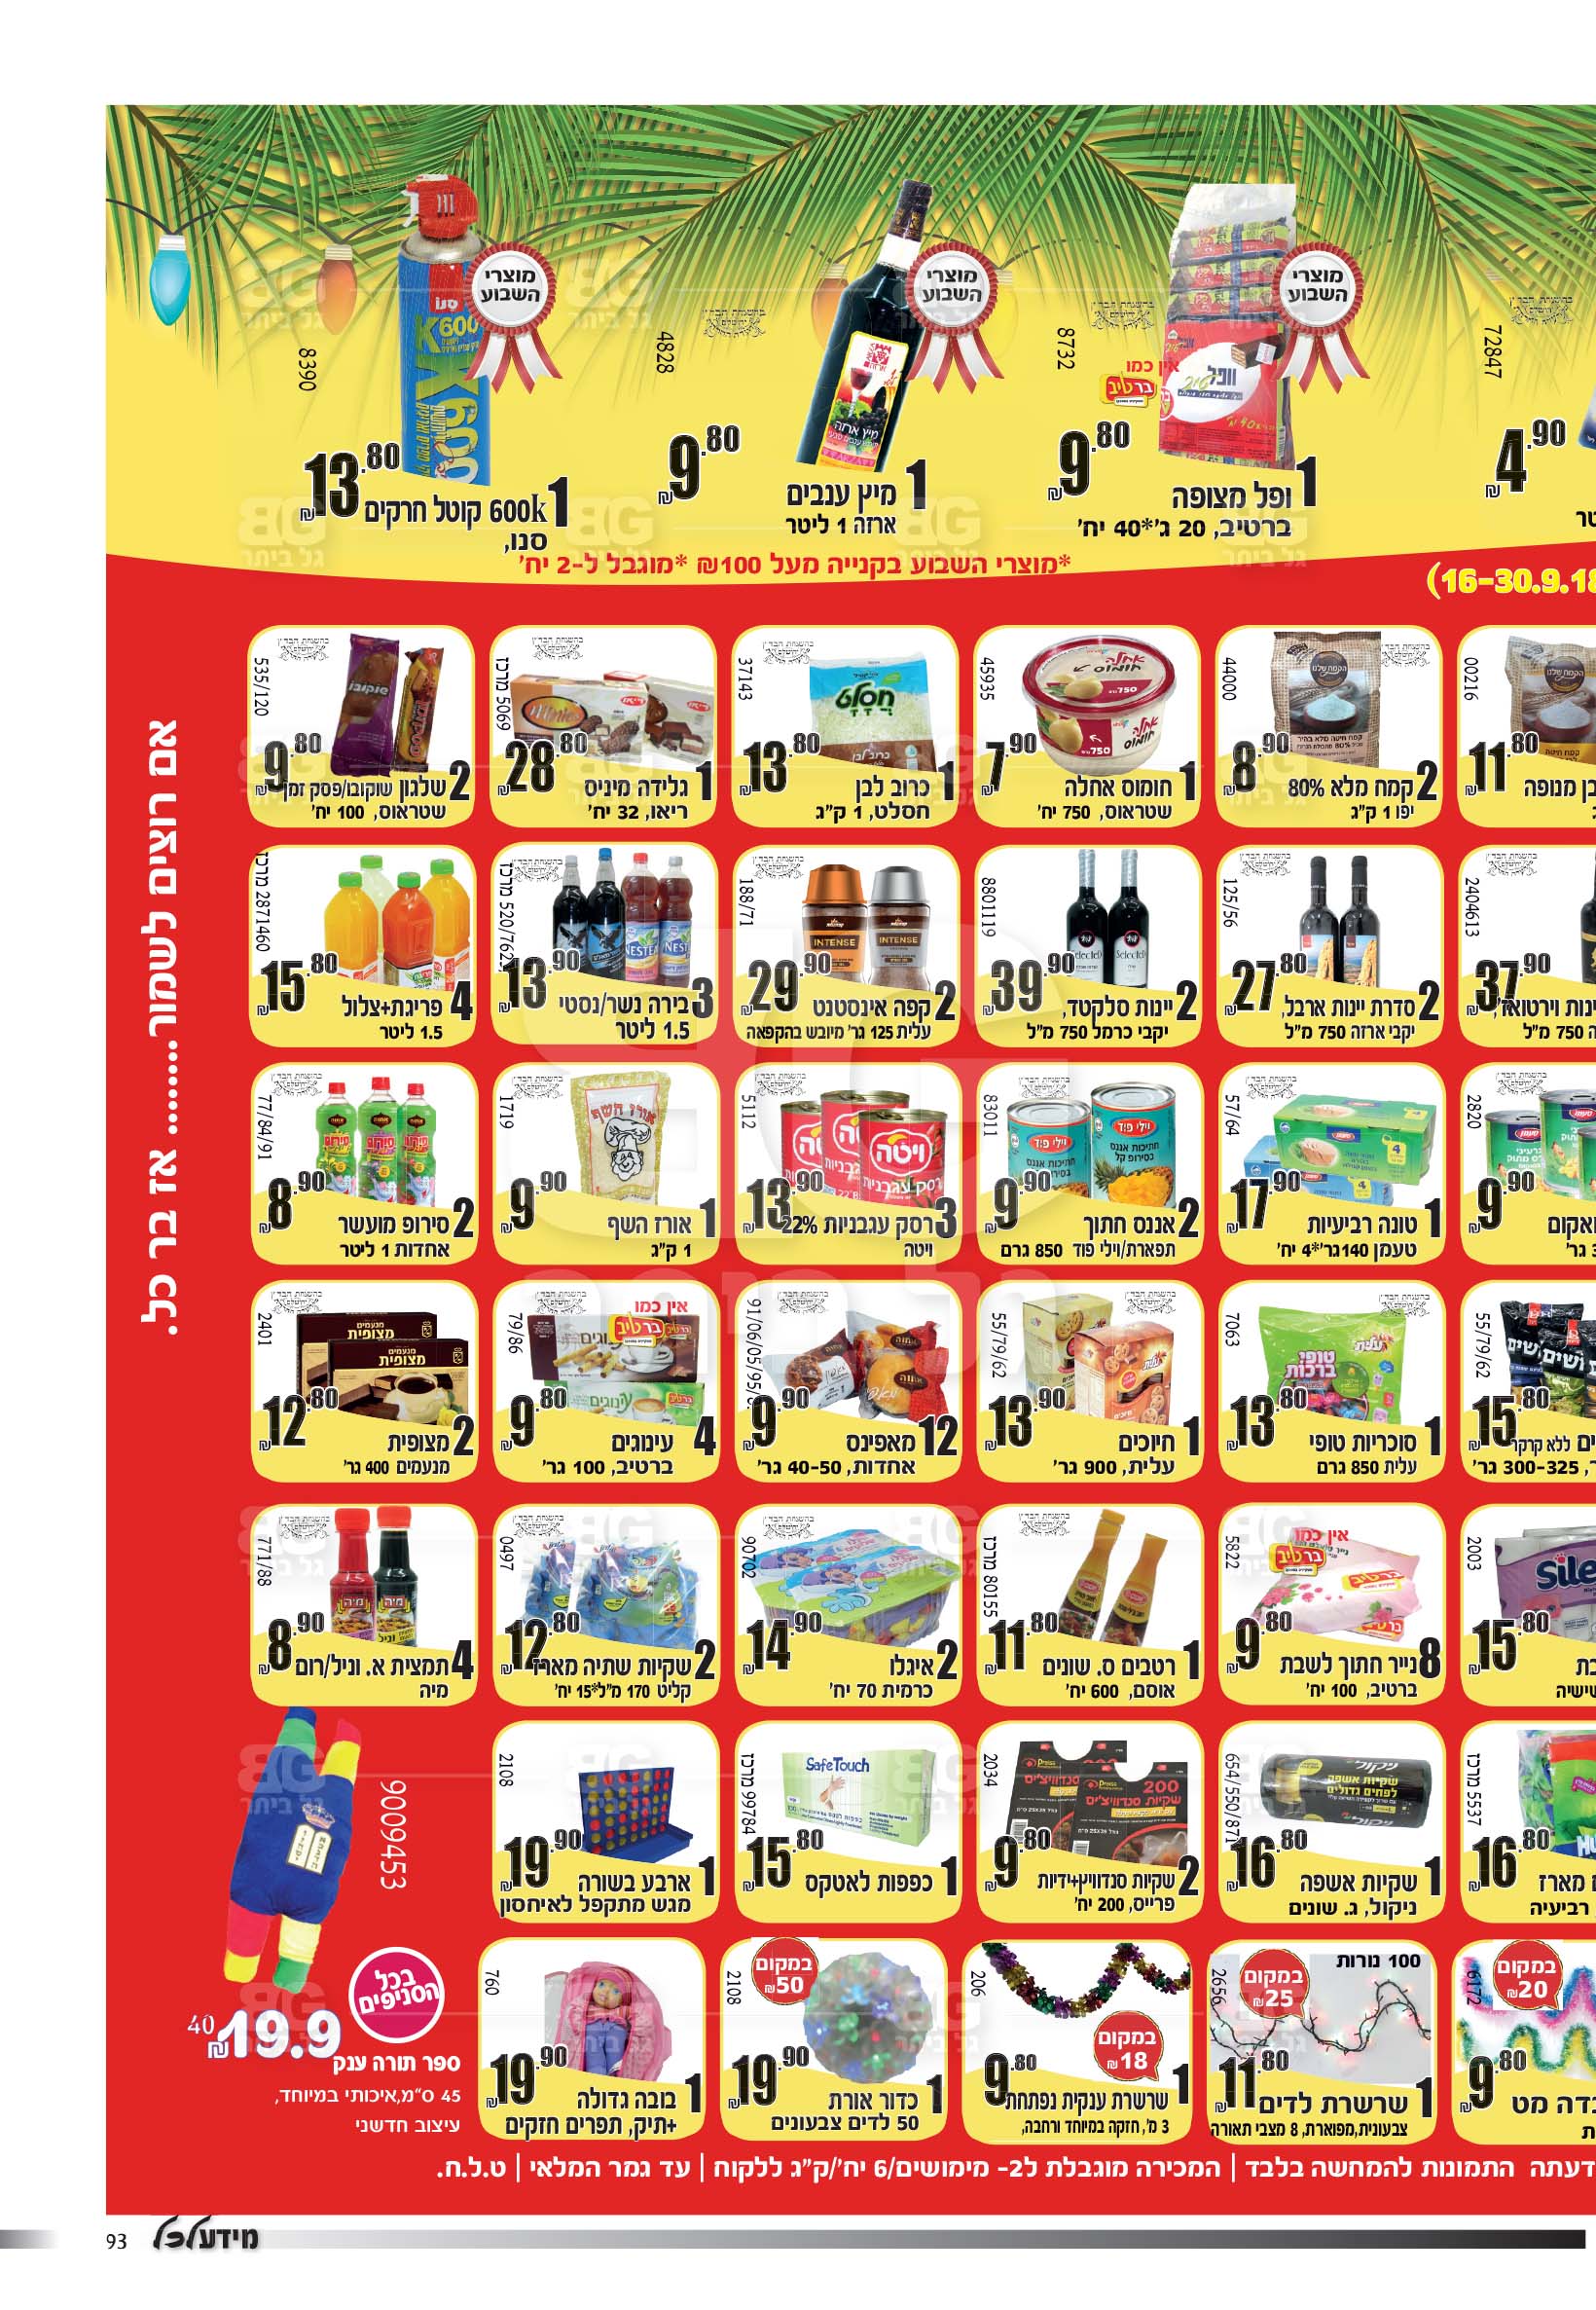 מוצרי
השבוע
מוצרי
השבוע
מוצרי
השבוע
72847
4.90
₪
8732
אין כמו
ברטיב
9.80
₪
1 וופל מצופה
ברטיב, 20 ג'*40 יח'
4828
9.80
₪
1 מיץ ענבים
ארזה 1 ליטר
8390
13.80
₪
1 600k קוטל חרקים
סנו,
*מוצרי השבוע בקנייה מעל 100₪ *מוגבל ל-2 יח'
(16-30.9.18
אם רוצים לשמור....... אז בר כל.
00216
11.80
₪
בן מנופה
44000
8.90
₪
2 קמח מלא 80%
יפו 1 ק"ג
45935
7.90
₪
1 חומוס אחלה
שטראוס, 750 יח'
37143
13.80
₪
1 כרוב לבן
חסלט, 1 ק"ג
5069 מרכז
28.80
₪
1 גלידה מיניס
ריאו, 32 יח'
535/120
9.80
₪
2 שלגון שוקובו/פסק זמן
שטראוס, 100 יח'
2404613
37.90
₪
ינות וירטואז,
ה 750 מ"ל
125/56
27.80
₪
2 סדרת יינות ארבל,
יקבי ארזה 750 מ"ל
8801119
39.90
₪
2 יינות סלקטד,
יקבי כרמל 750 מ"ל
188/71
29.90
₪
2 קפה אינסטנט
עלית 125 גר' מיובש בהקפאה
13.90
₪
3 בירה נשר/נסטי
1.5 ליטר
2871460 מרכז
15.80
₪
4 פריגת+צלול
1.5 ליטר
2820
9.90
₪
ואקום
57/64
17.90
₪
1 טונה רביעיות
טעמן 140גר'*4 יח'
83011
9.90
₪
2 אננס חתוך
תפארת/וילי פוד 850 גרם
5112
13.90
₪
3 רסק עגבניות 22%
ויטה
1719
9.90
₪
1 אורז השף
1 ק"ג
77/84/91
8.90
₪
2 סירופ מועשר
אחדות 1 ליטר
55/79/62
15.80
₪
ים ללא קרקר
ר, 300-325 גר'
7063
13.80
₪
1 סוכריות טופי
עלית 850 גרם
55/79/62
13.90
₪
1 חיוכים
עלית, 900 גר'
9.90
₪
12 מאפינס
אחדות, 40-50 גר'
79/86
אין כמו
ברטיב
9.80
₪
4 עינוגים
ברטיב, 100 גר'
2401
12.80
₪
2 מצופית
מנעמים 400 גר'
2003
15.80
₪
בת
שישיה
5822
אין כמו
ברטיב
9.80
₪
8 נייר חתוך לשבת
ברטיב, 100 יח'
80155 מרכז
11.80
₪
1 רטבים ס. שונים
אוסם, 600 יח'
90702
14.90
₪
2 איגלו
כרמית 70 יח'
0497
12.80
₪
2 שקיות שתיה מארז
קליט 170 מ"ל*15 יח'
771/88
8.90
₪
4 תמצית א. וניל/רום
מיה
5537 מרכז
16.80
₪
ם מארז
רביעיה
654/550/871
16.80
₪
1 שקיות אשפה
ניקול, ג. שונים
2034
9.80
₪
2 שקיות סנדוויץ+ידיות
פרייס, 200 יח'
99784 מרכז
SafeTouch
15.80
₪
1 כפפות לאטקס
2108
19.90
₪
1 ארבע בשורה
מגש מתקפל לאיחסון
9009453
בכל
הסניפים
40
19.9
₪
ספר תורה ענק
45 ס"מ,איכותי במיוחד,
עיצוב חדשני
6172
במקום
20₪
9.80
₪
בדה מט
2656
100 נורות
במקום
25₪
11.80
₪
1 שרשרת לדים
צבעונית,מפוארת, 8 מצבי תאורה
206
במקום
18₪
9.80
1 שרשרת ענקית נפתחת
3 מ', חזקה במיוחד ורחבה,
2108
במקום
50₪
19.90
₪
1 כדור אורת
50 לדים צבעונים
760
19.90
₪
1 בובה גדולה
+תיק, תפרים חזקים
דעתה התמונות להמחשה בלבד | המכירה מוגבלת ל2- מימושים/6 יח'/ק"ג ללקוח | עד גמר המלאי | ט.ל.ח.
93 מידע לכל